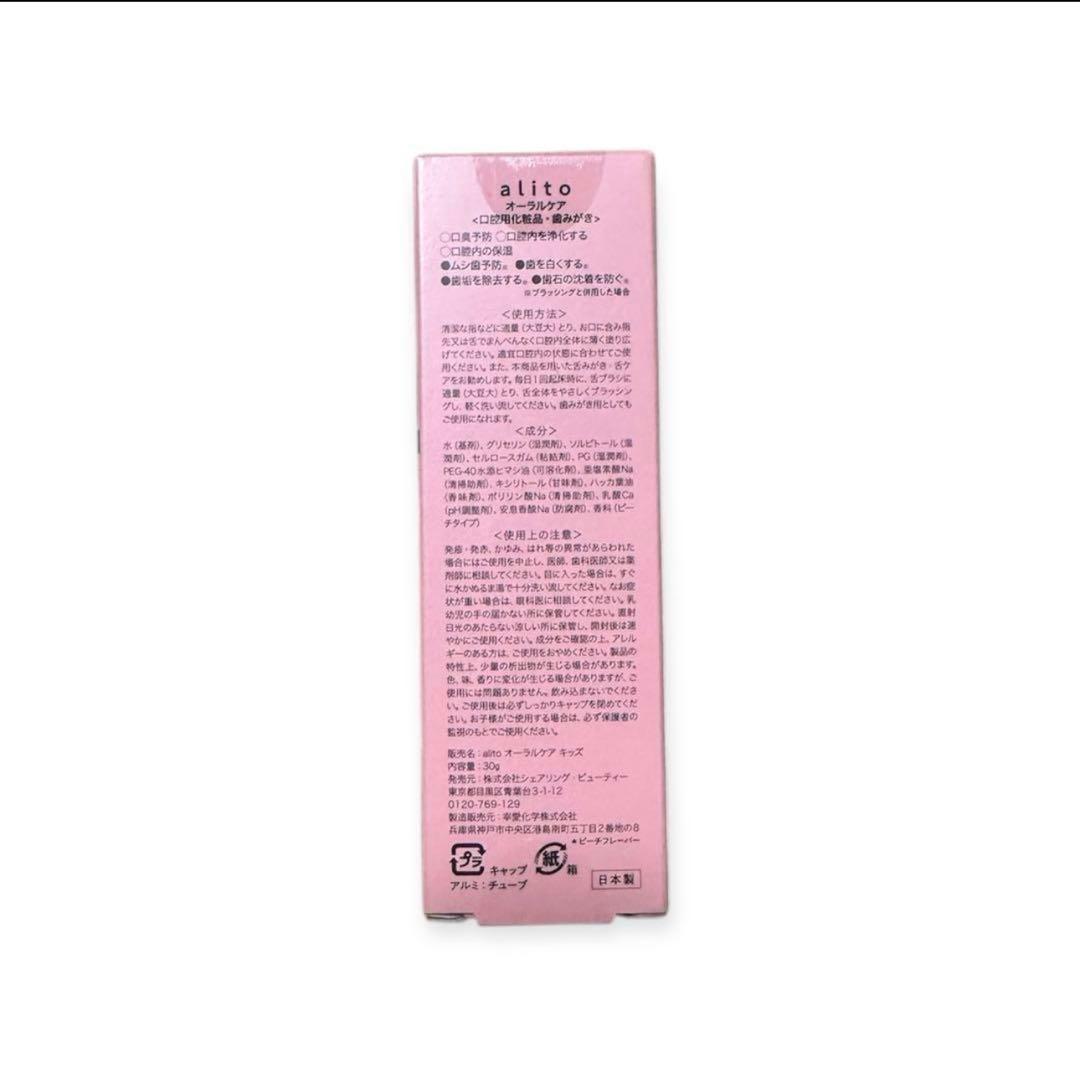 alito
オーラルケア
<口腔用化粧品・歯みがき>
○口臭予防 ○口腔内を浄化する
○口腔内の保湿
●ムシ歯予防※ ●歯を白くする※
●歯垢を除去する※ ●歯石の沈着を防ぐ※
※ブラッシングと併用した場合
<使用方法>
清潔な指などに適量(大豆大)とり、お口に含み指
先又は舌でまんべんなく口腔内全体に薄く塗り広
げてください。適宜口腔内の状態に合わせてご使
用ください。また、本商品を用いた舌みがき・舌ケ
アをお勧めします。毎日1回起床時に、舌ブラシに
適量(大豆大)とり、舌全体をやさしくブラッシン
グし、軽く洗い流してください。歯みがき用としても
ご使用になれます。
<成分>
水(基剤)、グリセリン(湿潤剤)、ソルビトール(湿
潤剤)、セルロースガム(粘結剤)、PG(湿潤剤)、
PEG-40水添ヒマシ油(可溶化剤)、亜塩素酸Na
(清掃助剤)、キシリトール(甘味剤)、ハッカ葉油
(香味剤)、ポリリン酸Na(清掃助剤)、乳酸Ca
(pH調整剤)、安息香酸Na(防腐剤)、香料(ピー
チタイプ)
<使用上の注意>
発疹・発赤、かゆみ、はれ等の異常があらわれた
場合にはご使用を中止し、医師、歯科医師又は薬
剤師に相談してください。目に入った場合は、すぐ
に水かぬるま湯で十分洗い流してください。なお症
状が重い場合は、眼科医に相談してください。乳
幼児の手の届かない所に保管してください。直射
日光のあたらない涼しい所に保管し、開封後は速
やかにご使用ください。成分をご確認の上、アレル
ギーのある方は、ご使用をおやめください。製品の
特性上、少量の析出物が生じる場合があります。
色、味、香りに変化が生じる場合がありますが、ご
使用には問題ありません。飲み込まないでくださ
い。ご使用後は必ずしっかりキャップを閉めてくだ
さい。お子様がご使用する場合は、必ず保護者の
監視のもとでご使用ください。
販売名:alito オーラルケア キッズ
内容量:30g
発売元:株式会社シェアリング・ビューティー
東京都目黒区青葉台3-1-12
0120-769-129
製造販売元:宰愛化学株式会社
兵庫県神戸市中央区港島南町五丁目2番地の8
★ピーチフレーバー
プラ キャップ 紙 箱 日本製
アルミ:チューブ